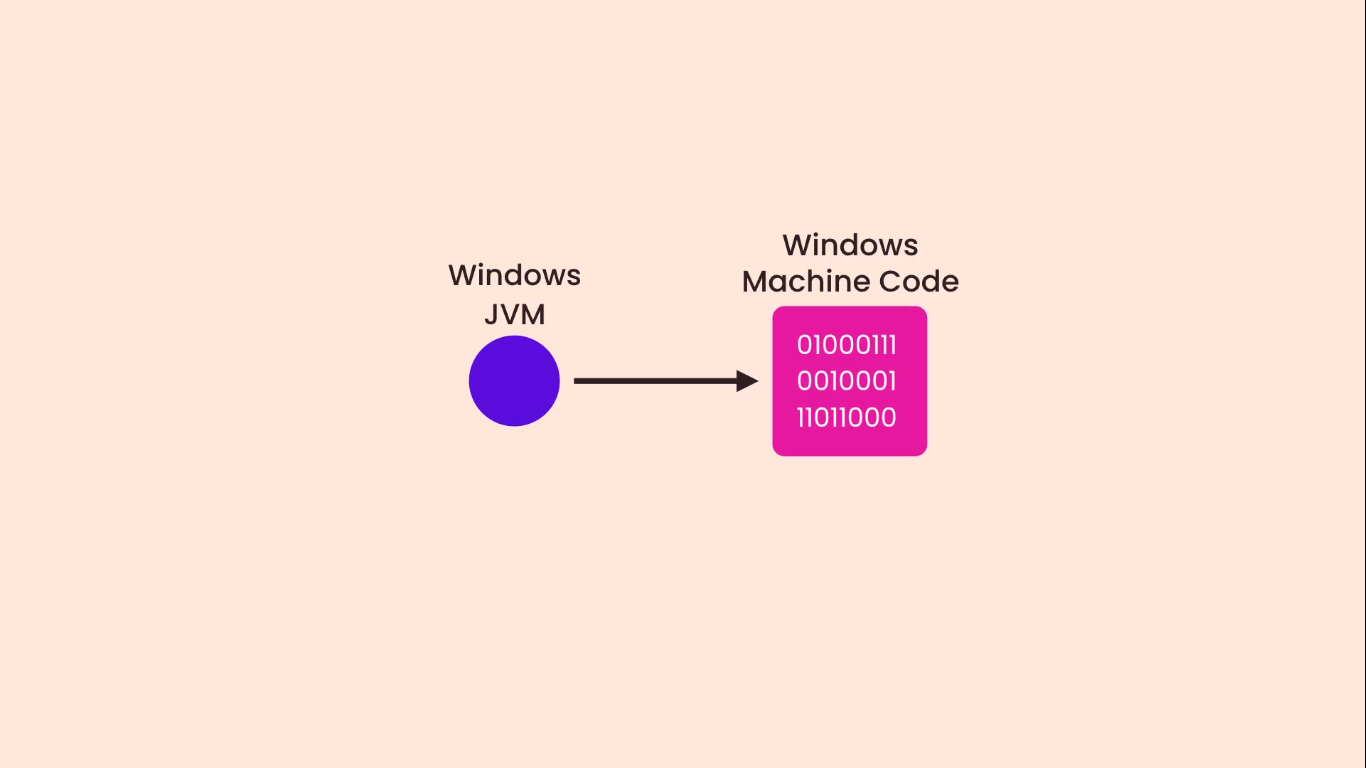 Windows
JVM
Windows
Machine Code
01000111
0010001
11011000